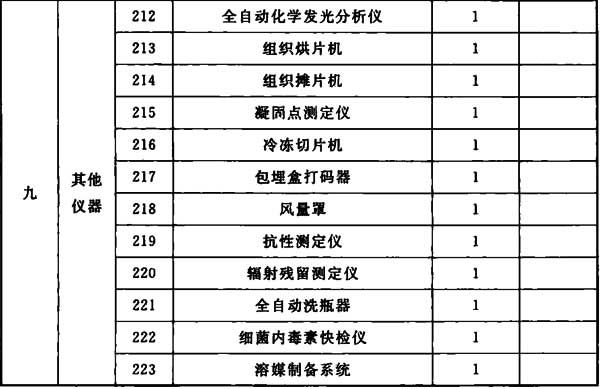 212 全自动化学发光分析仪 1
213 组织烘片机 1
214 组织摊片机 1
215 凝固点测定仪 1
216 冷冻切片机 1
九 其他仪器 217 包埋盒打码器 1
218 风量罩 1
219 抗性测定仪 1
220 辐射残留测定仪 1
221 全自动洗瓶器 1
222 细菌内毒素快检仪 1
223 溶媒制备系统 1